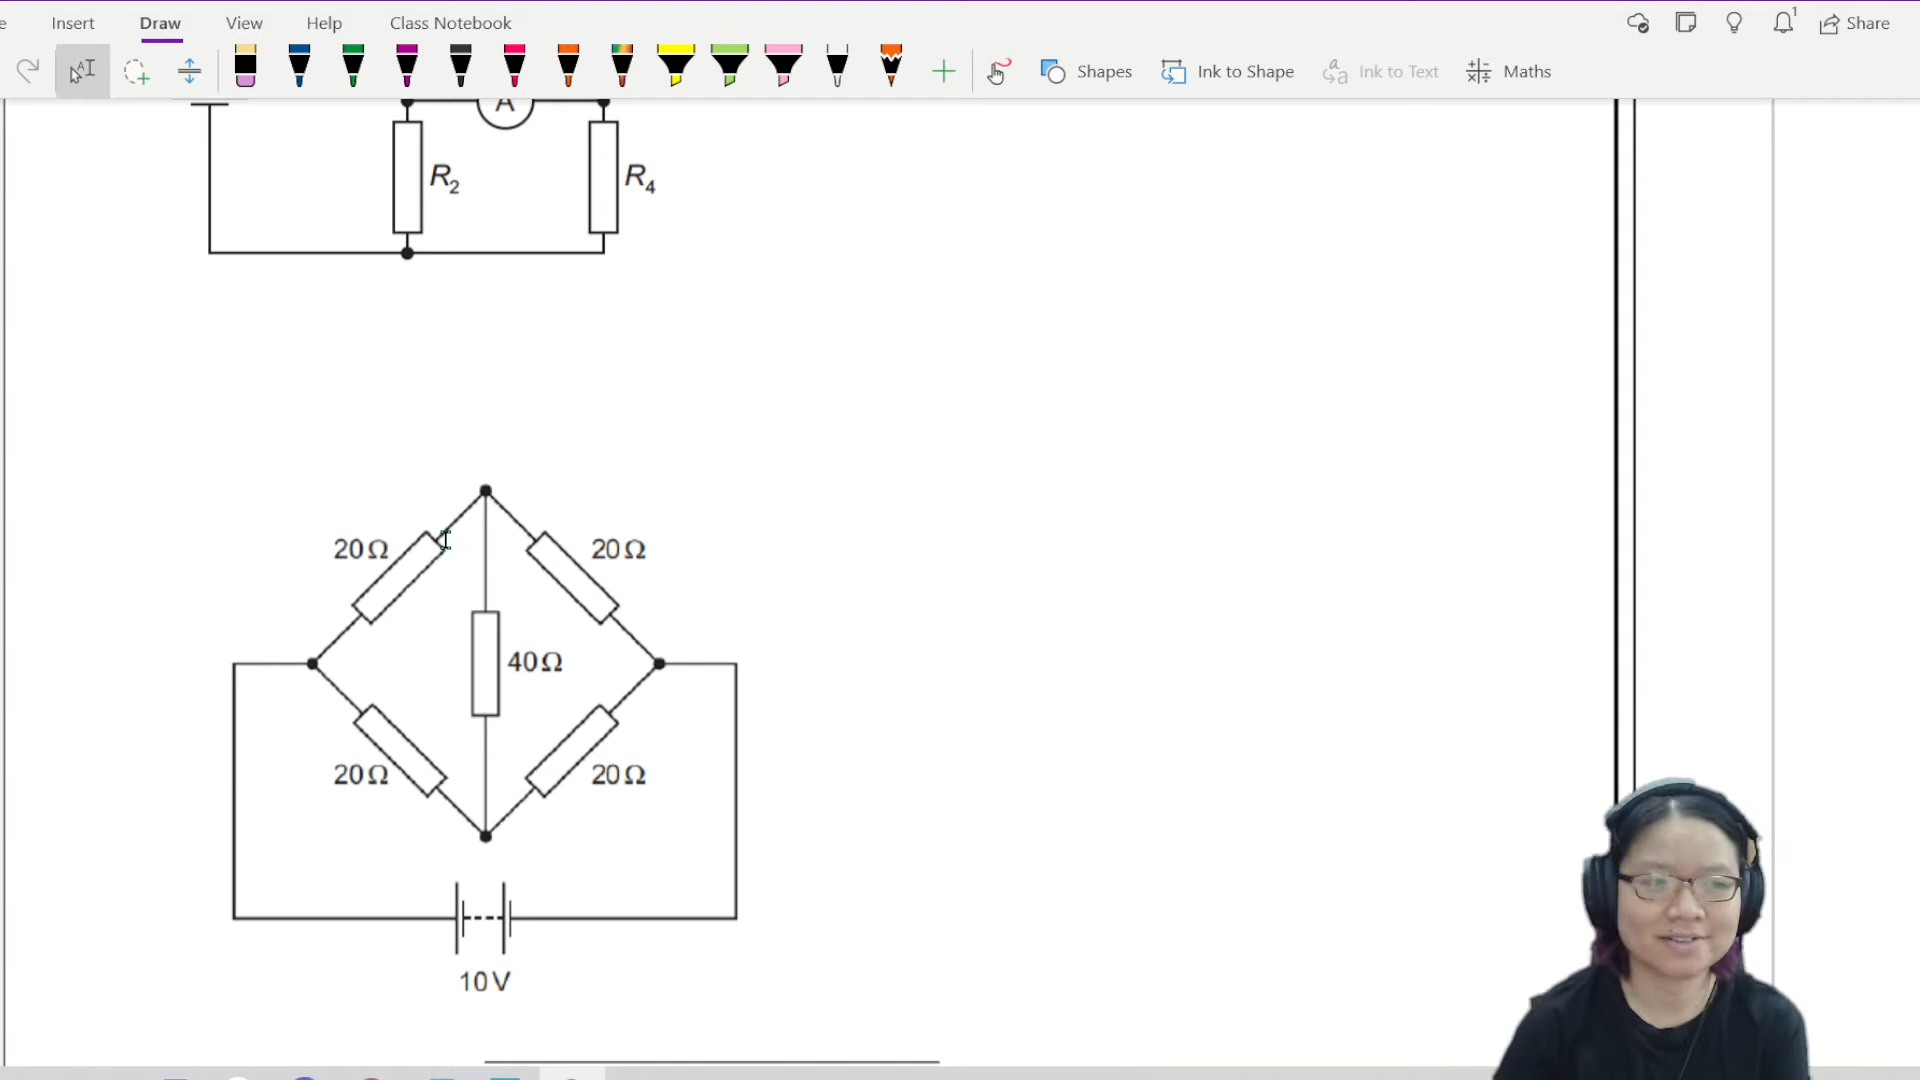 Insert Draw View Help Class Notebook
1
Share
Shapes Ink to Shape Ink to Text Maths
A
R2 R4
20Ω 20Ω
40Ω
20Ω 20Ω
10V